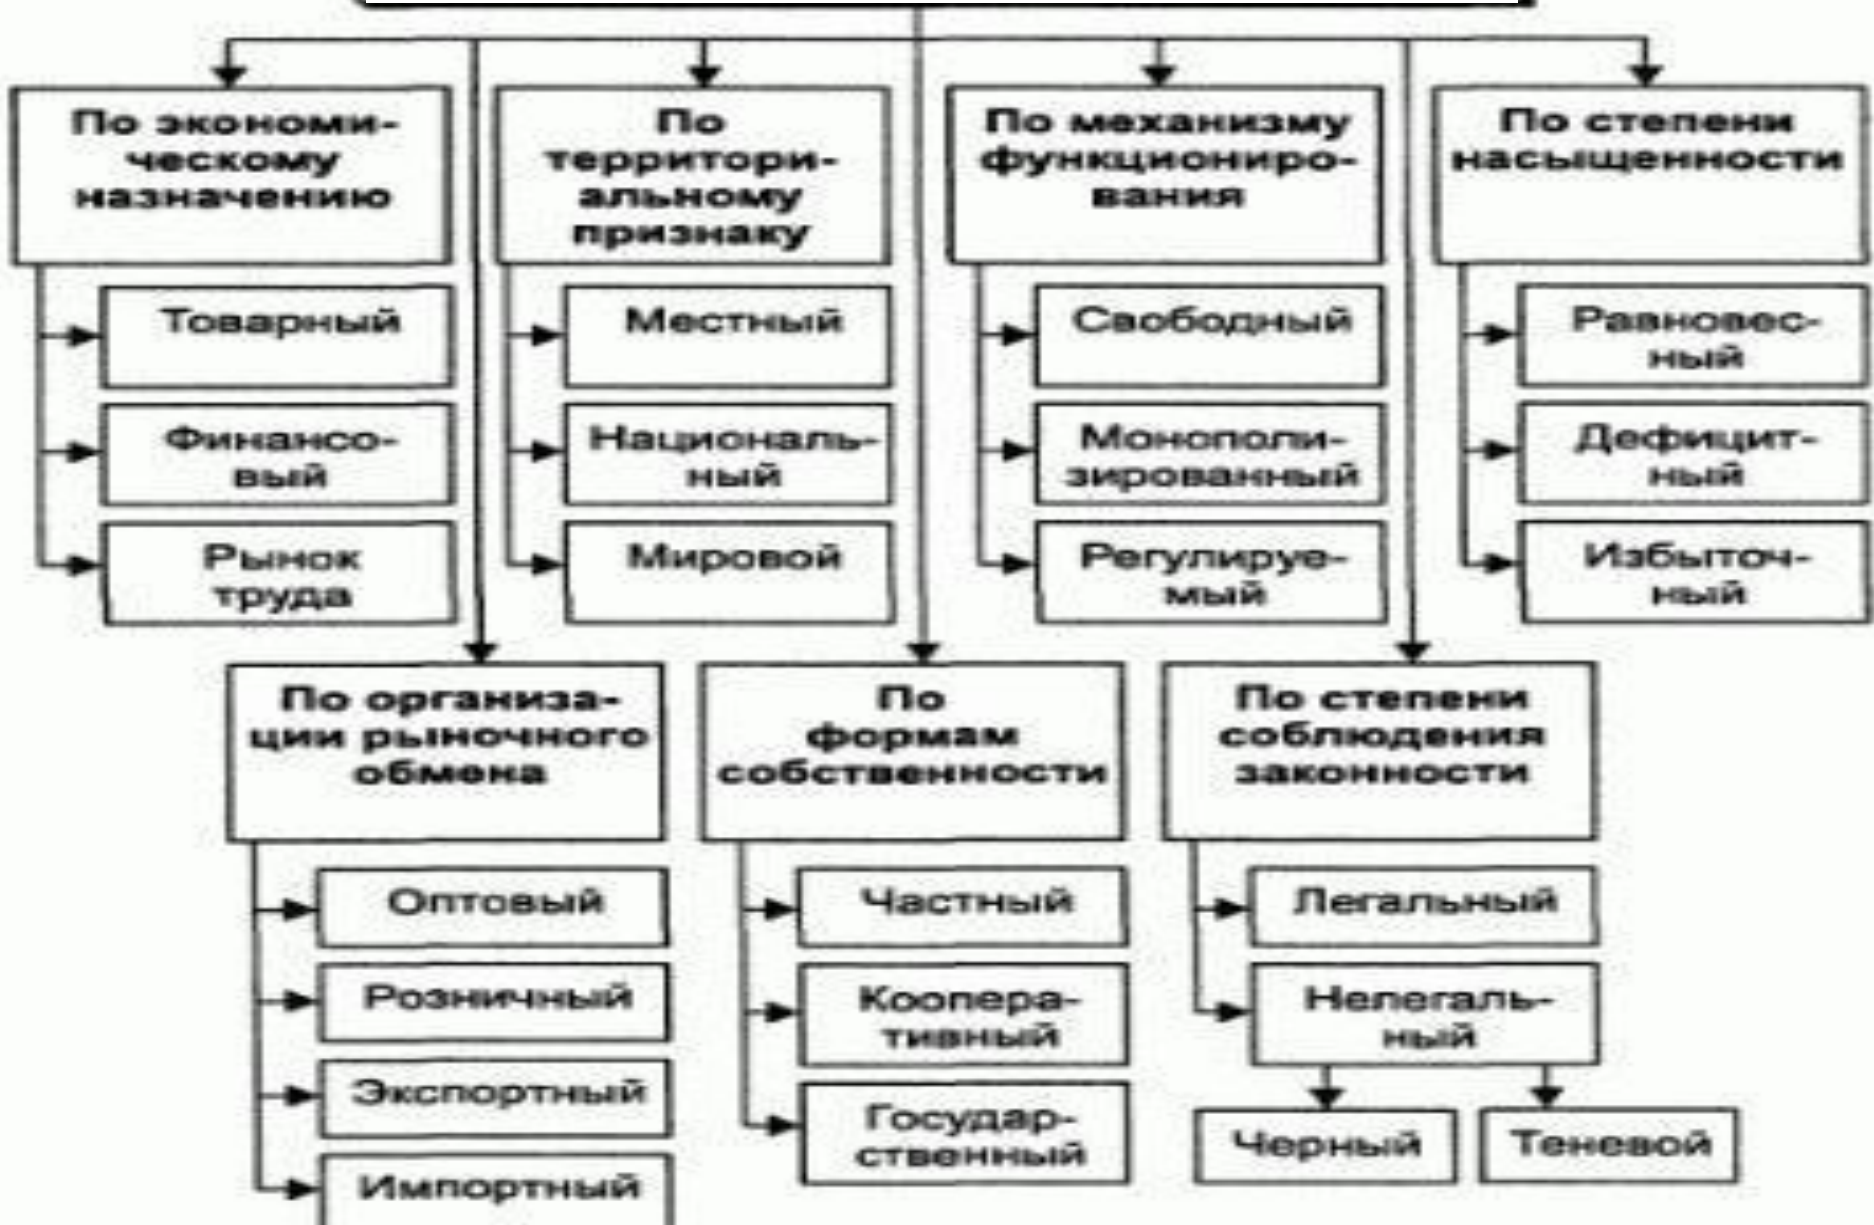 По экономи-
ческому
назначению
Товарный
Финансо-
вый
Рынок
труда
По
территори-
альному
признаку
Местный
Националь-
ный
Мировой
По механизму
функциониро-
вания
Свободный
Монополи-
зированный
Регулируе-
мый
По степени
насыщенности
Равновес-
ный
Дефицит-
ный
Избыточ-
ный
По организа-
ции рыночного
обмена
Оптовый
Розничный
Экспортный
Импортный
По
формам
собственности
Частный
Коопера-
тивный
Государ-
ственный
По степени
соблюдения
законности
Легальный
Нелегаль-
ный
Черный
Теневой